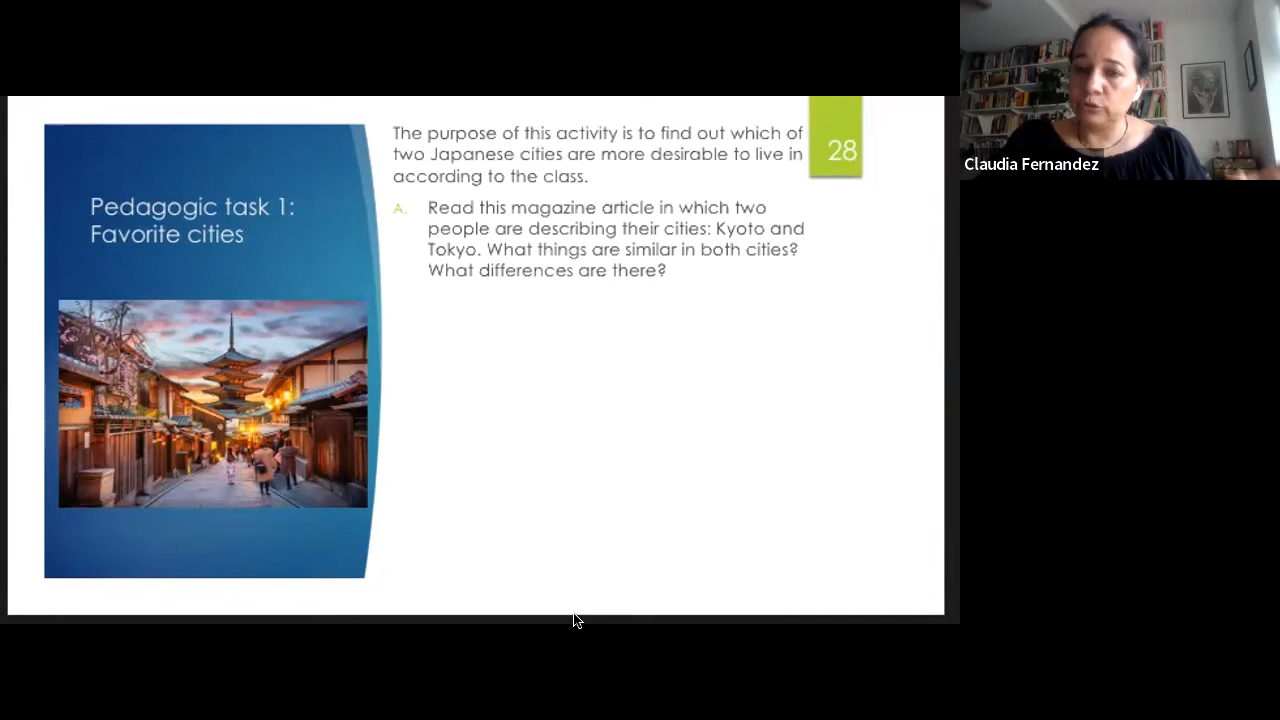 Pedagogic task 1:
Favorite cities
The purpose of this activity is to find out which of
two Japanese cities are more desirable to live in
according to the class.
A. Read this magazine article in which two
people are describing their cities: Kyoto and
Tokyo. What things are similar in both cities?
What differences are there?
28
Claudia Fernandez